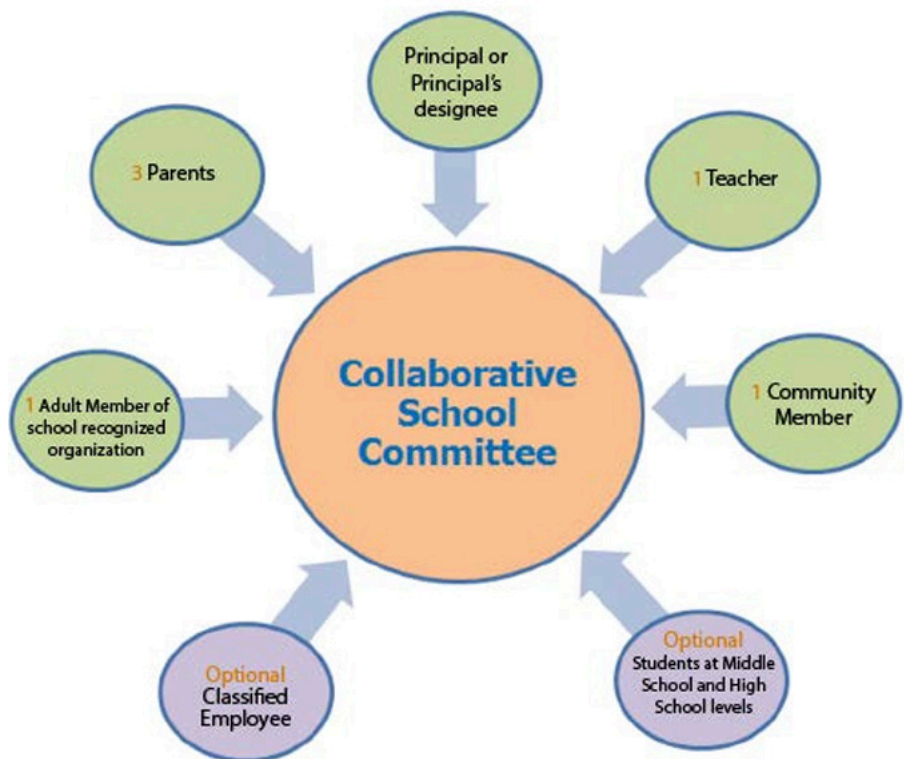 Principal or
Principal's
designee
3 Parents
1 Teacher
Collaborative
School
Committee
1 Adult Member of
school recognized
organization
1 Community
Member
Optional
Classified
Employee
Optional
Students at Middle
School and High
School levels